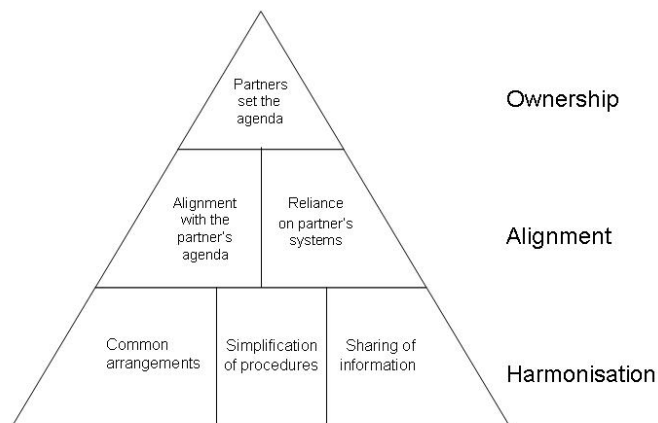 Partners
set the
agenda
Ownership
Alignment
with the
partner's
agenda
Reliance
on partner's
systems
Alignment
Common
arrangements
Simplification
of procedures
Sharing of
information
Harmonisation